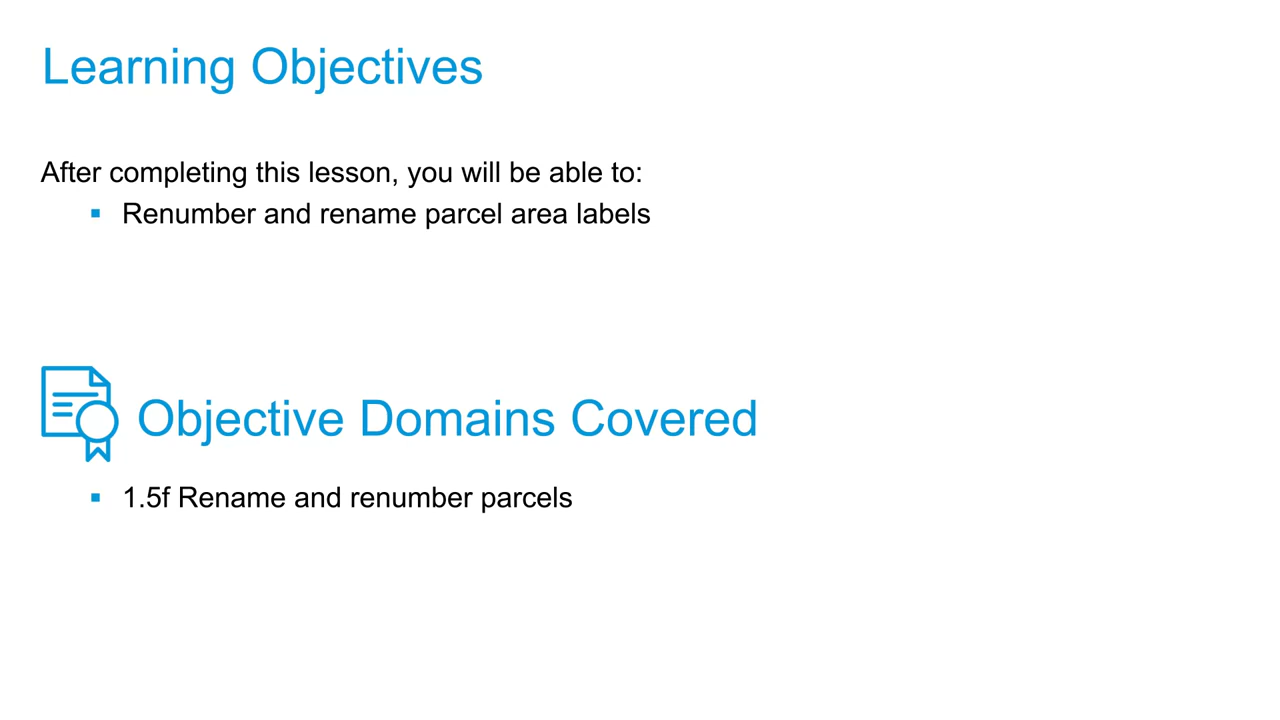 Learning Objectives
After completing this lesson, you will be able to:
▪ Renumber and rename parcel area labels
Objective Domains Covered
▪ 1.5f Rename and renumber parcels